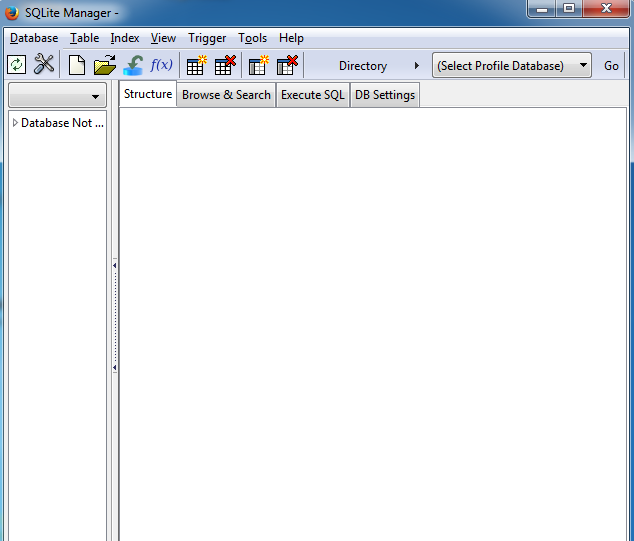 SQLite Manager -
Database Table Index View Trigger Tools Help
f(x) Directory (Select Profile Database) Go
Structure Browse & Search Execute SQL DB Settings
Database Not ...